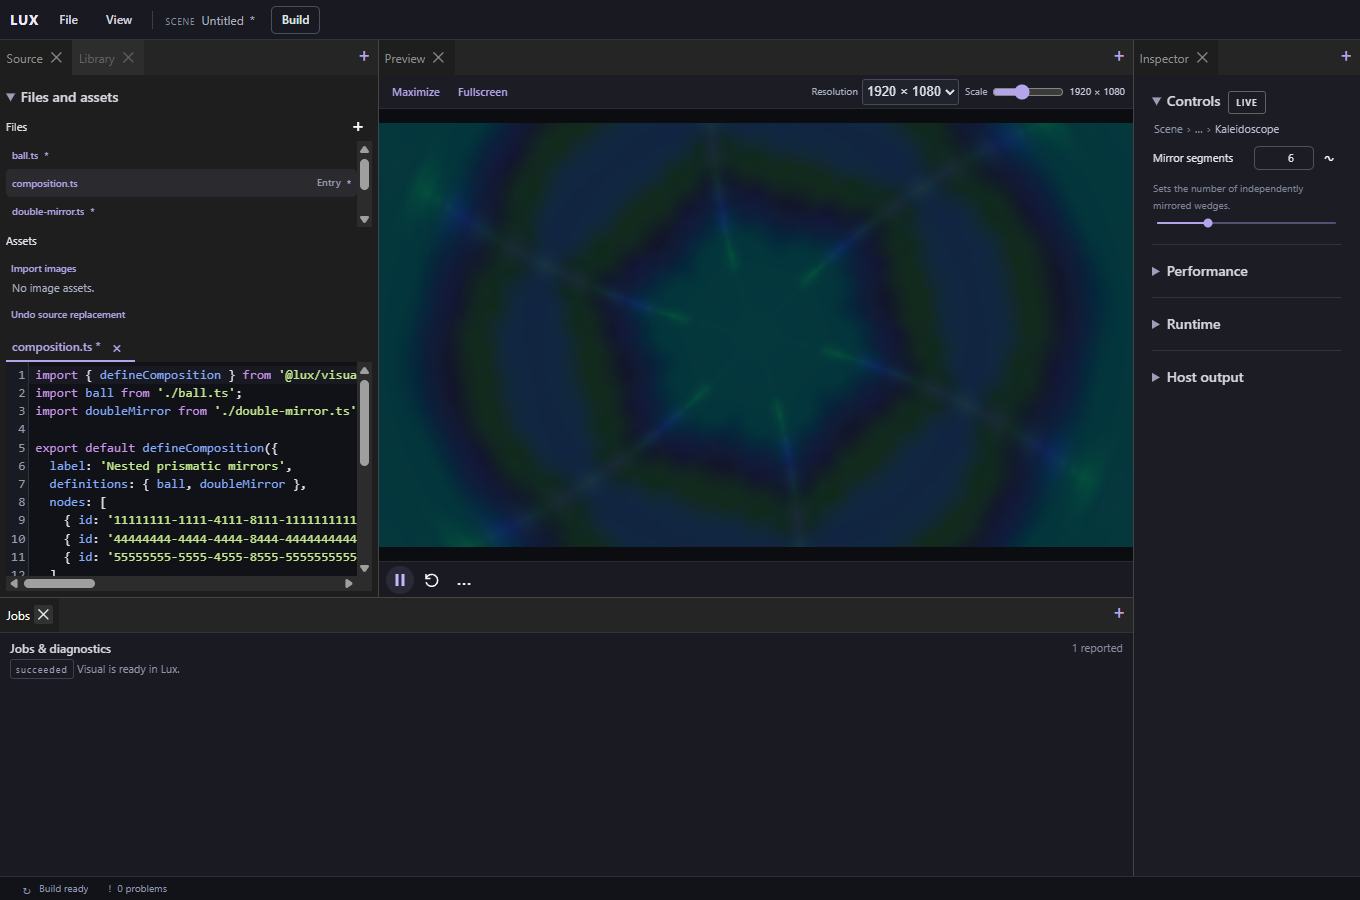 LUX File View SCENE Untitled * Build
Source Library
Files and assets
Files
ball.ts *
composition.ts Entry *
double-mirror.ts *
Assets
Import images
No image assets.
Undo source replacement
composition.ts *
1 import { defineComposition } from '@lux/visua
2 import ball from './ball.ts';
3 import doubleMirror from './double-mirror.ts'
4
5 export default defineComposition({
6 label: 'Nested prismatic mirrors',
7 definitions: { ball, doubleMirror },
8 nodes: [
9 { id: '11111111-1111-4111-8111-1111111111
10 { id: '44444444-4444-4444-8444-4444444444
11 { id: '55555555-5555-4555-8555-5555555555
12 ]
Preview
Maximize Fullscreen Resolution 1920 × 1080 Scale 1920 × 1080
...
Inspector
Controls LIVE
Scene › ... › Kaleidoscope
Mirror segments 6
Sets the number of independently
mirrored wedges.
Performance
Runtime
Host output
Jobs
Jobs & diagnostics 1 reported
succeeded Visual is ready in Lux.
Build ready ! 0 problems